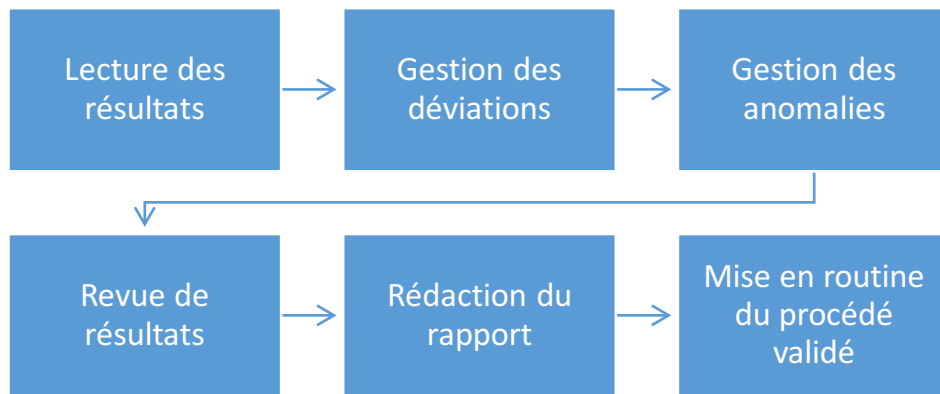 Lecture des
résultats
Gestion des
déviations
Gestion des
anomalies
Revue de
résultats
Rédaction du
rapport
Mise en routine
du procédé
validé